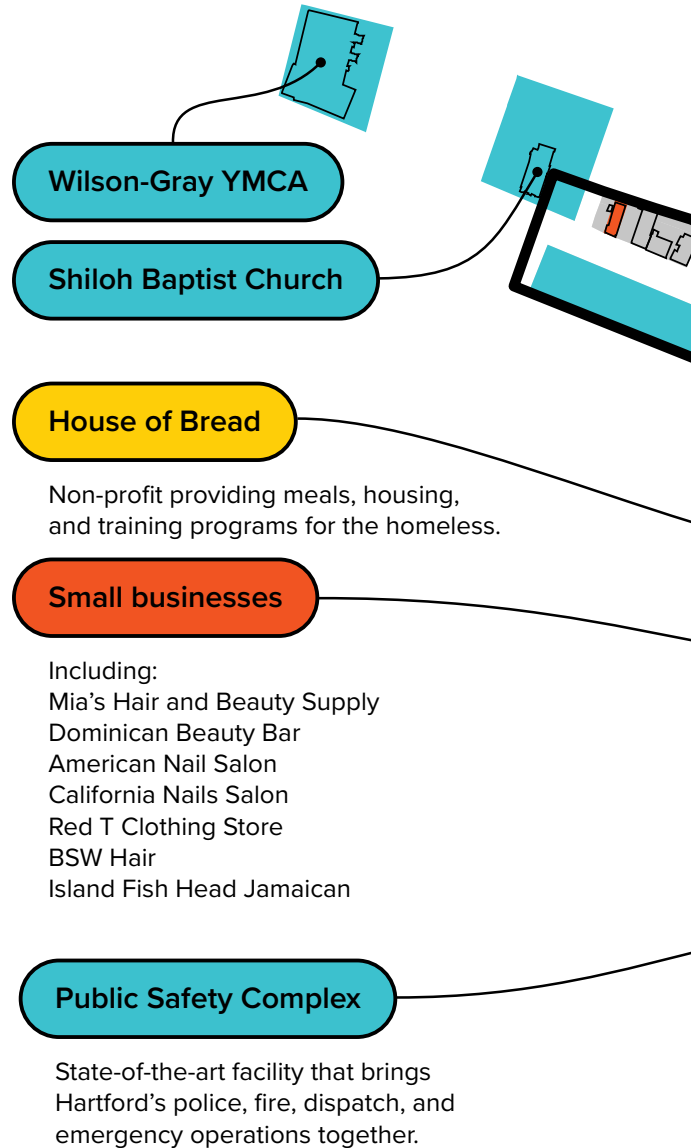 Wilson-Gray YMCA
Shiloh Baptist Church
House of Bread
Non-profit providing meals, housing,
and training programs for the homeless.
Small businesses
Including:
Mia's Hair and Beauty Supply
Dominican Beauty Bar
American Nail Salon
California Nails Salon
Red T Clothing Store
BSW Hair
Island Fish Head Jamaican
Public Safety Complex
State-of-the-art facility that brings
Hartford's police, fire, dispatch, and
emergency operations together.